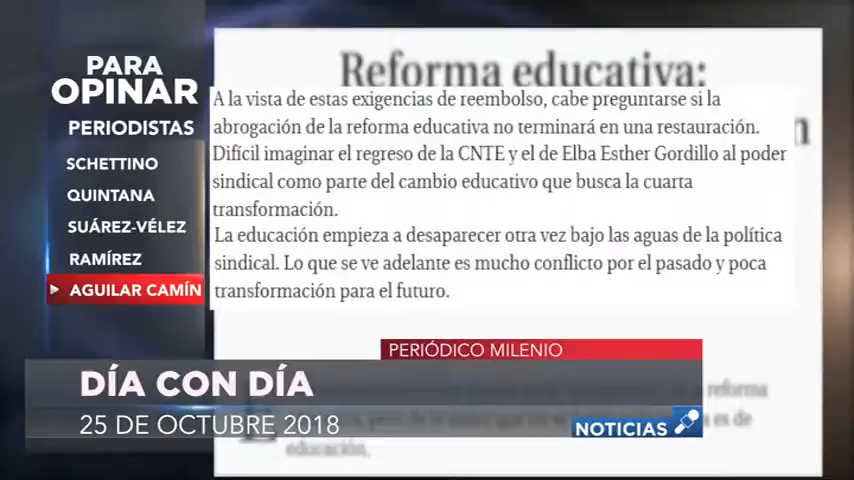 PARA
OPINAR
PERIODISTAS
SCHETTINO
QUINTANA
SUÁREZ-VÉLEZ
RAMÍREZ
AGUILAR CAMÍN
Reforma educativa:
A la vista de estas exigencias de reembolso, cabe preguntarse si la
abrogación de la reforma educativa no terminará en una restauración.
Difícil imaginar el regreso de la CNTE y el de Elba Esther Gordillo al poder
sindical como parte del cambio educativo que busca la cuarta
transformación.
La educación empieza a desaparecer otra vez bajo las aguas de la política
sindical. Lo que se ve adelante es mucho conflicto por el pasado y poca
transformación para el futuro.
PERIÓDICO MILENIO
DÍA CON DÍA
25 DE OCTUBRE 2018
NOTICIAS
reforma
es de
educación.